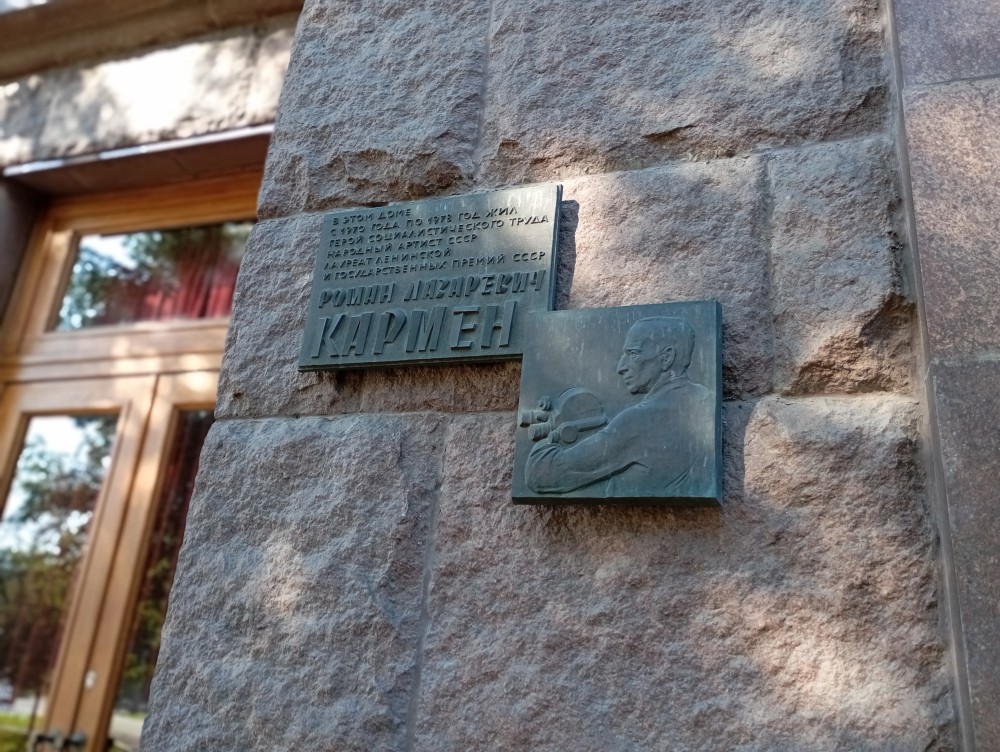 В ЭТОМ ДОМЕ
С 1970 ГОДА ПО 1978 ГОД ЖИЛ
ГЕРОЙ СОЦИАЛИСТИЧЕСКОГО ТРУДА
НАРОДНЫЙ АРТИСТ СССР
ЛАУРЕАТ ЛЕНИНСКОЙ
И ГОСУДАРСТВЕННЫХ ПРЕМИЙ СССР
РОМАН ЛАЗАРЕВИЧ
КАРМЕН